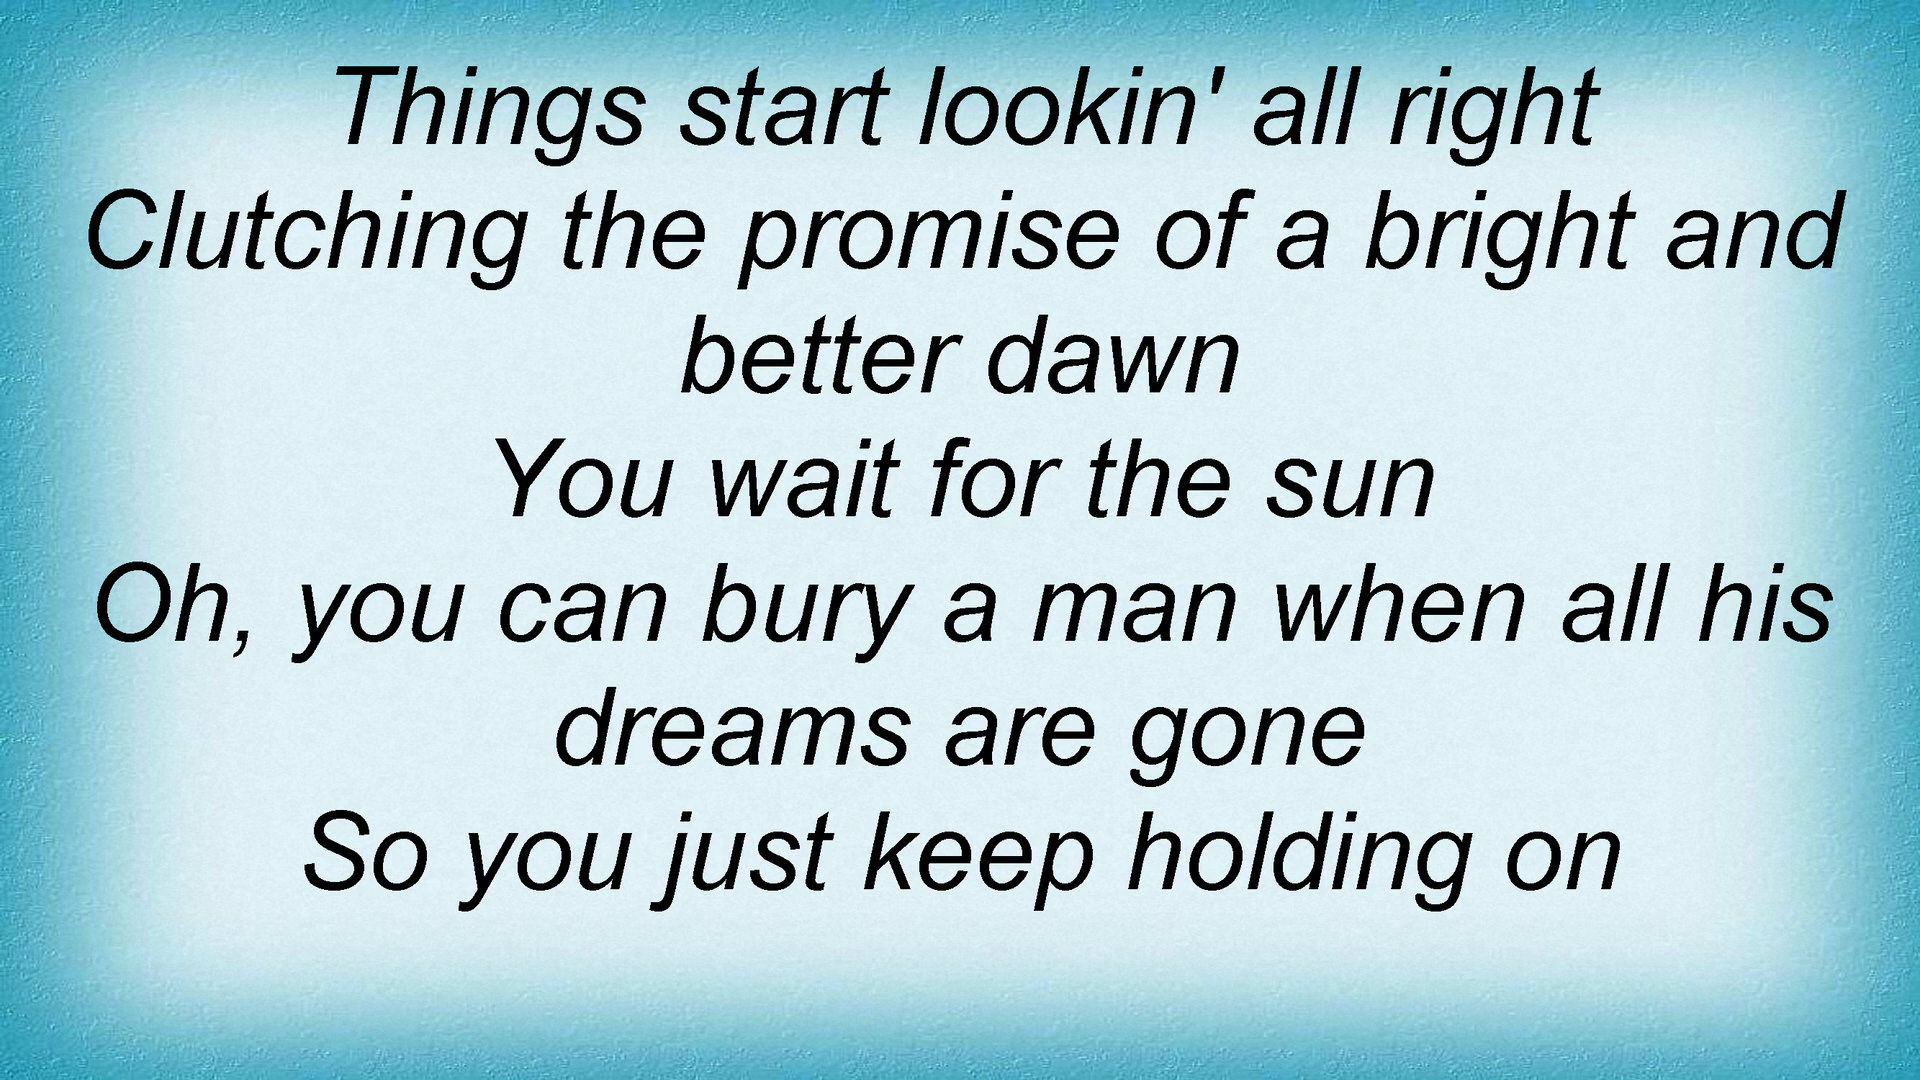 Things start lookin' all right
Clutching the promise of a bright and
better dawn
You wait for the sun
Oh, you can bury a man when all his
dreams are gone
So you just keep holding on